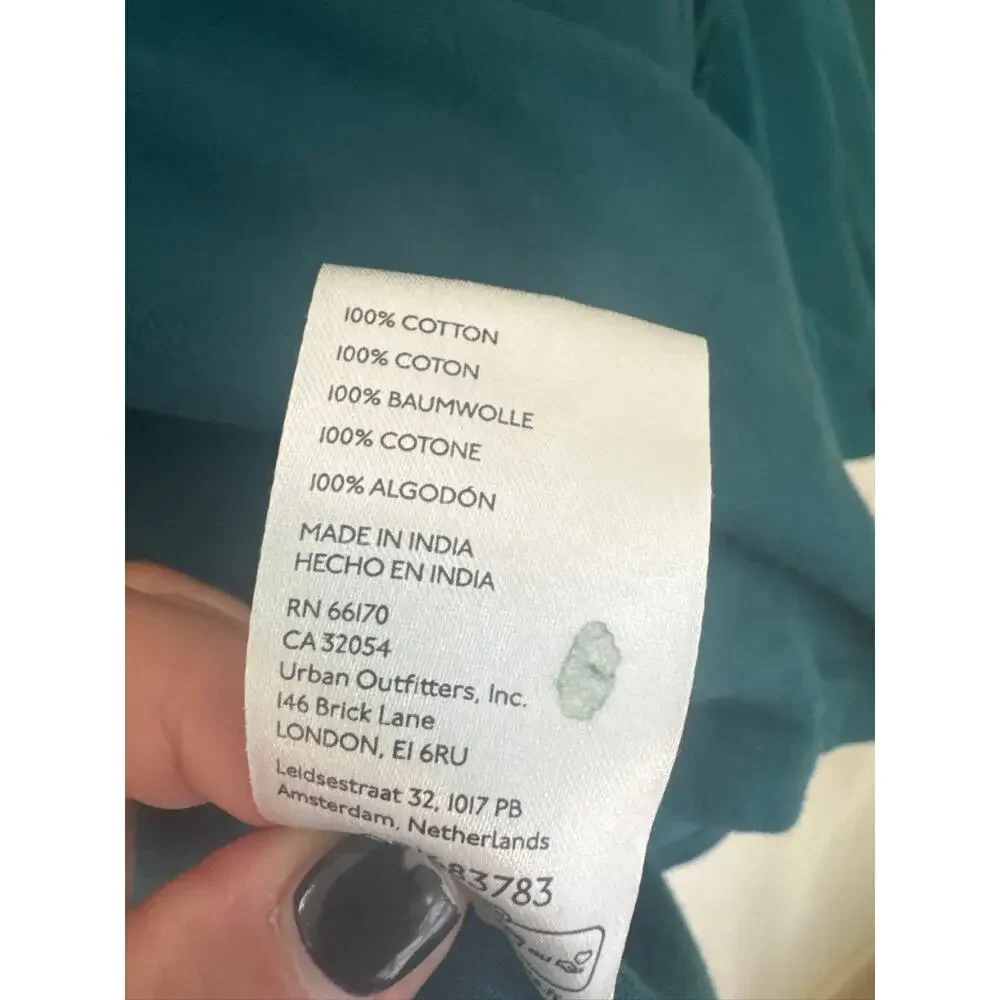 100% COTTON
100% COTON
100% BAUMWOLLE
100% COTONE
100% ALGODÓN
MADE IN INDIA
HECHO EN INDIA
RN 66170
CA 32054
Urban Outfitters, Inc.
146 Brick Lane
LONDON, E1 6RU
Leidsestraat 32, 1017 PB
Amsterdam, Netherlands
83783